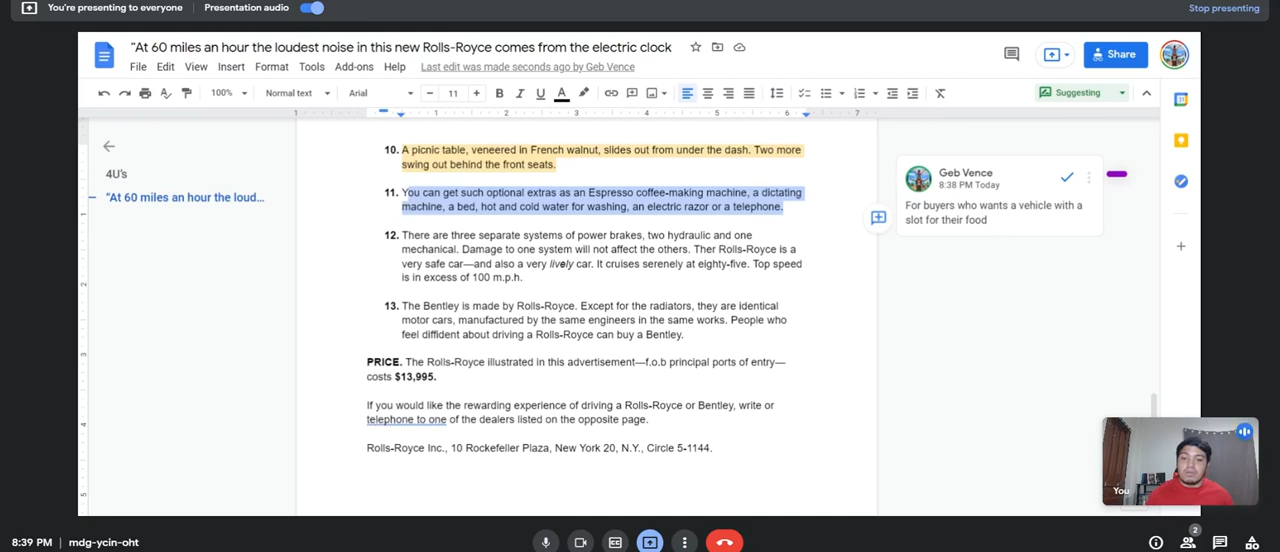 You're presenting to everyone Presentation audio Stop presenting
"At 60 miles an hour the loudest noise in this new Rolls-Royce comes from the electric clock
File Edit View Insert Format Tools Add-ons Help Last edit was made seconds ago by Geb Vence
Share
100% Normal text Arial 11 Suggesting
1 1 2 3 4 5 6 7
4U's
"At 60 miles an hour the loud...
10. A picnic table, veneered in French walnut, slides out from under the dash. Two more
swing out behind the front seats.
11. You can get such optional extras as an Espresso coffee-making machine, a dictating
machine, a bed, hot and cold water for washing, an electric razor or a telephone.
12. There are three separate systems of power brakes, two hydraulic and one
mechanical. Damage to one system will not affect the others. Ther Rolls-Royce is a
very safe car—and also a very lively car. It cruises serenely at eighty-five. Top speed
is in excess of 100 m.p.h.
13. The Bentley is made by Rolls-Royce. Except for the radiators, they are identical
motor cars, manufactured by the same engineers in the same works. People who
feel diffident about driving a Rolls-Royce can buy a Bentley.
PRICE. The Rolls-Royce illustrated in this advertisement—f.o.b principal ports of entry—
costs $13,995.
If you would like the rewarding experience of driving a Rolls-Royce or Bentley, write or
telephone to one of the dealers listed on the opposite page.
Rolls-Royce Inc., 10 Rockefeller Plaza, New York 20, N.Y., Circle 5-1144.
Geb Vence
8:38 PM Today
For buyers who wants a vehicle with a
slot for their food
1
2
3
4
5
You
8:39 PM | mdg-ycin-oht
2